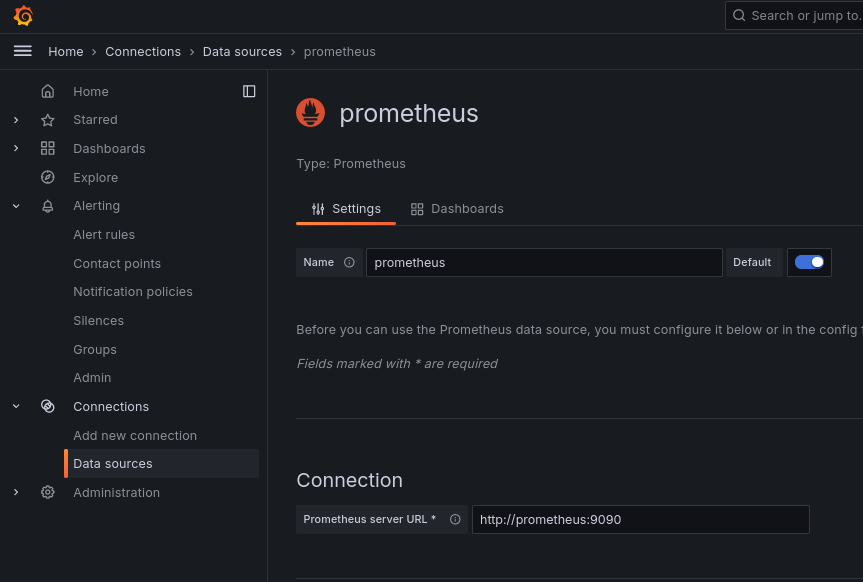 Search or jump to.
Home › Connections › Data sources › prometheus
Home
Starred
Dashboards
Explore
Alerting
Alert rules
Contact points
Notification policies
Silences
Groups
Admin
Connections
Add new connection
Data sources
Administration
prometheus
Type: Prometheus
Settings Dashboards
Name prometheus Default
Before you can use the Prometheus data source, you must configure it below or in the config
Fields marked with * are required
Connection
Prometheus server URL * http://prometheus:9090